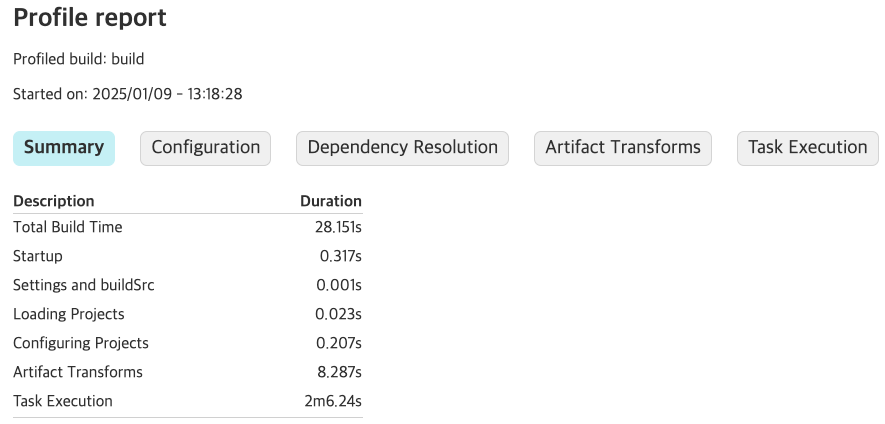 Profile report
Profiled build: build
Started on: 2025/01/09 - 13:18:28
Summary Configuration Dependency Resolution Artifact Transforms Task Execution
Description Duration
Total Build Time 28.151s
Startup 0.317s
Settings and buildSrc 0.001s
Loading Projects 0.023s
Configuring Projects 0.207s
Artifact Transforms 8.287s
Task Execution 2m6.24s